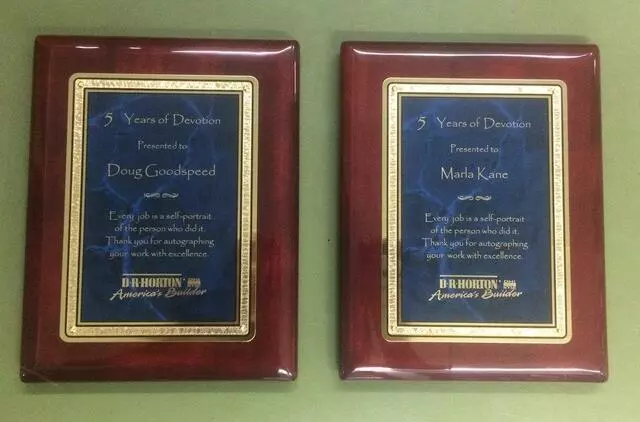 5 Years of Devotion
Presented to
Doug Goodspeed
Every job is a self-portrait
of the person who did it.
Thank you for autographing
your work with excellence.
D·R·HORTON
America's Builder
5 Years of Devotion
Presented to
Marla Kane
Every job is a self-portrait
of the person who did it.
Thank you for autographing
your work with excellence.
D·R·HORTON
America's Builder